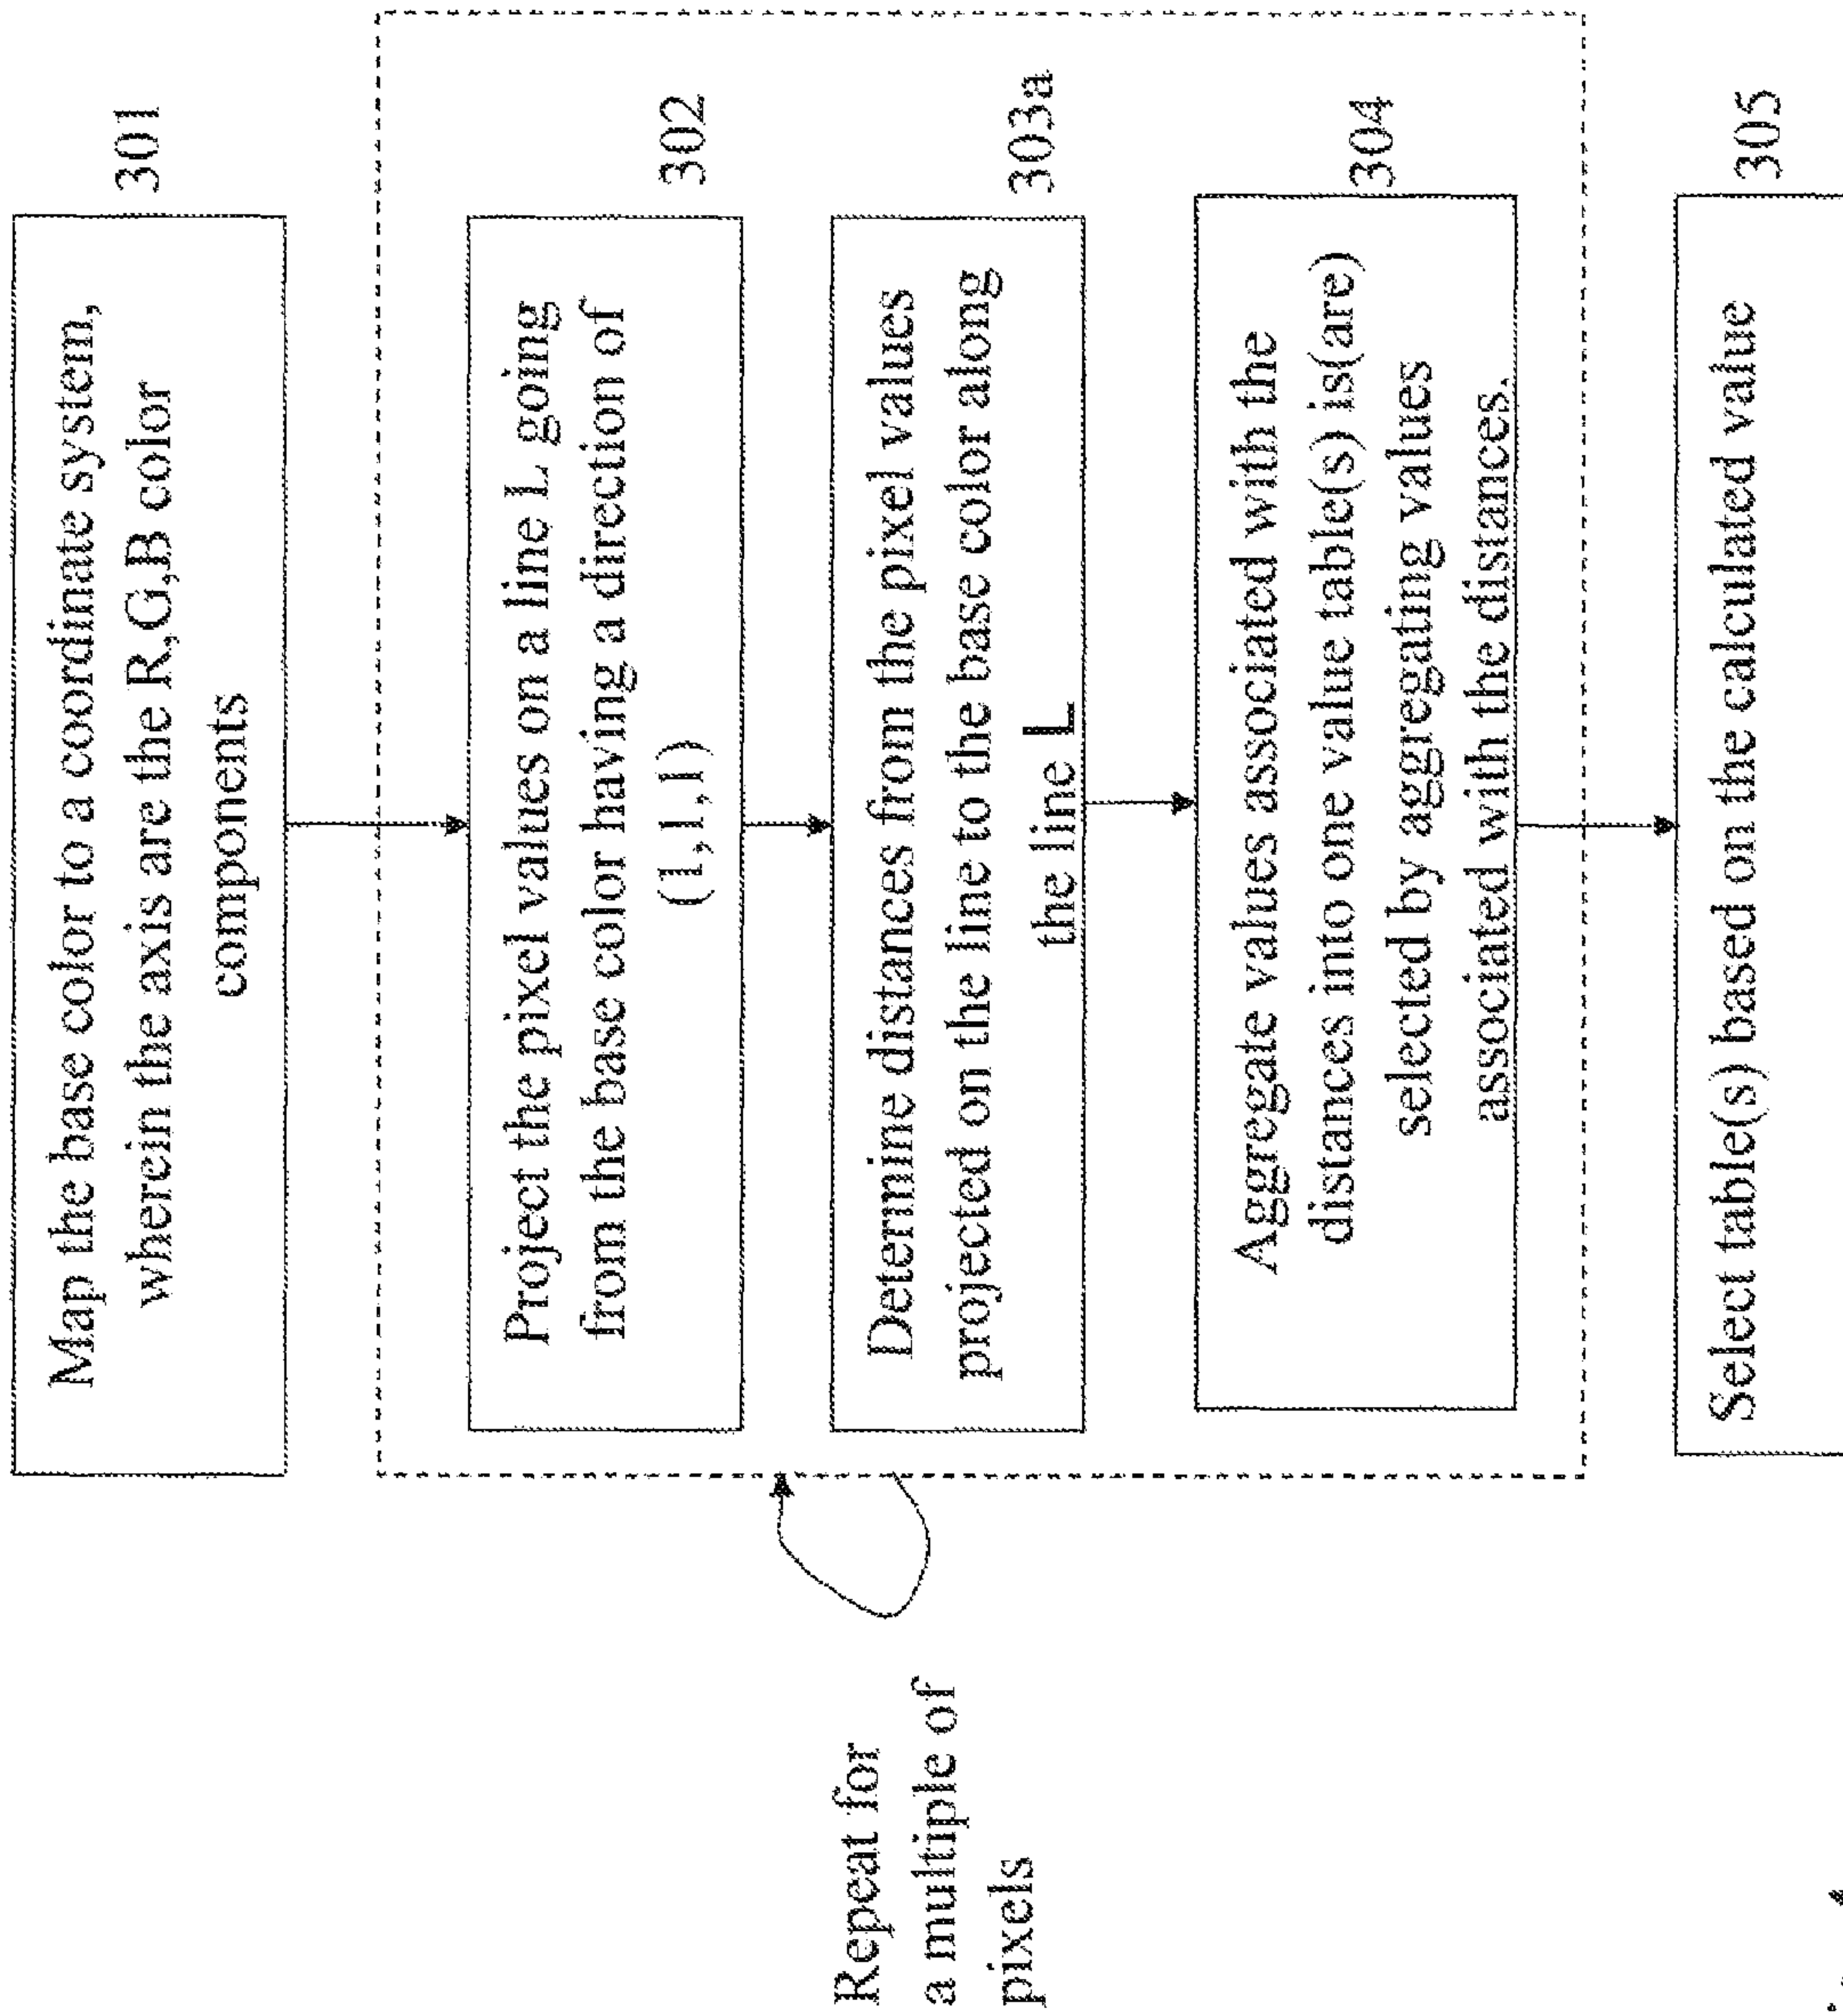 Map the base color to a coordinate system,
wherein the axis are the R,G,B color
components
301
Project the pixel values on a line L going
from the base color having a direction of
(1,1,1)
302
Determine distances from the pixel values
projected on the line to the base color along
the line L
303a
Aggregate values associated with the
distances into one value table(s) is(are)
selected by aggregating values
associated with the distances.
304
Select table(s) based on the calculated value
305
Repeat for
a multiple of
pixels